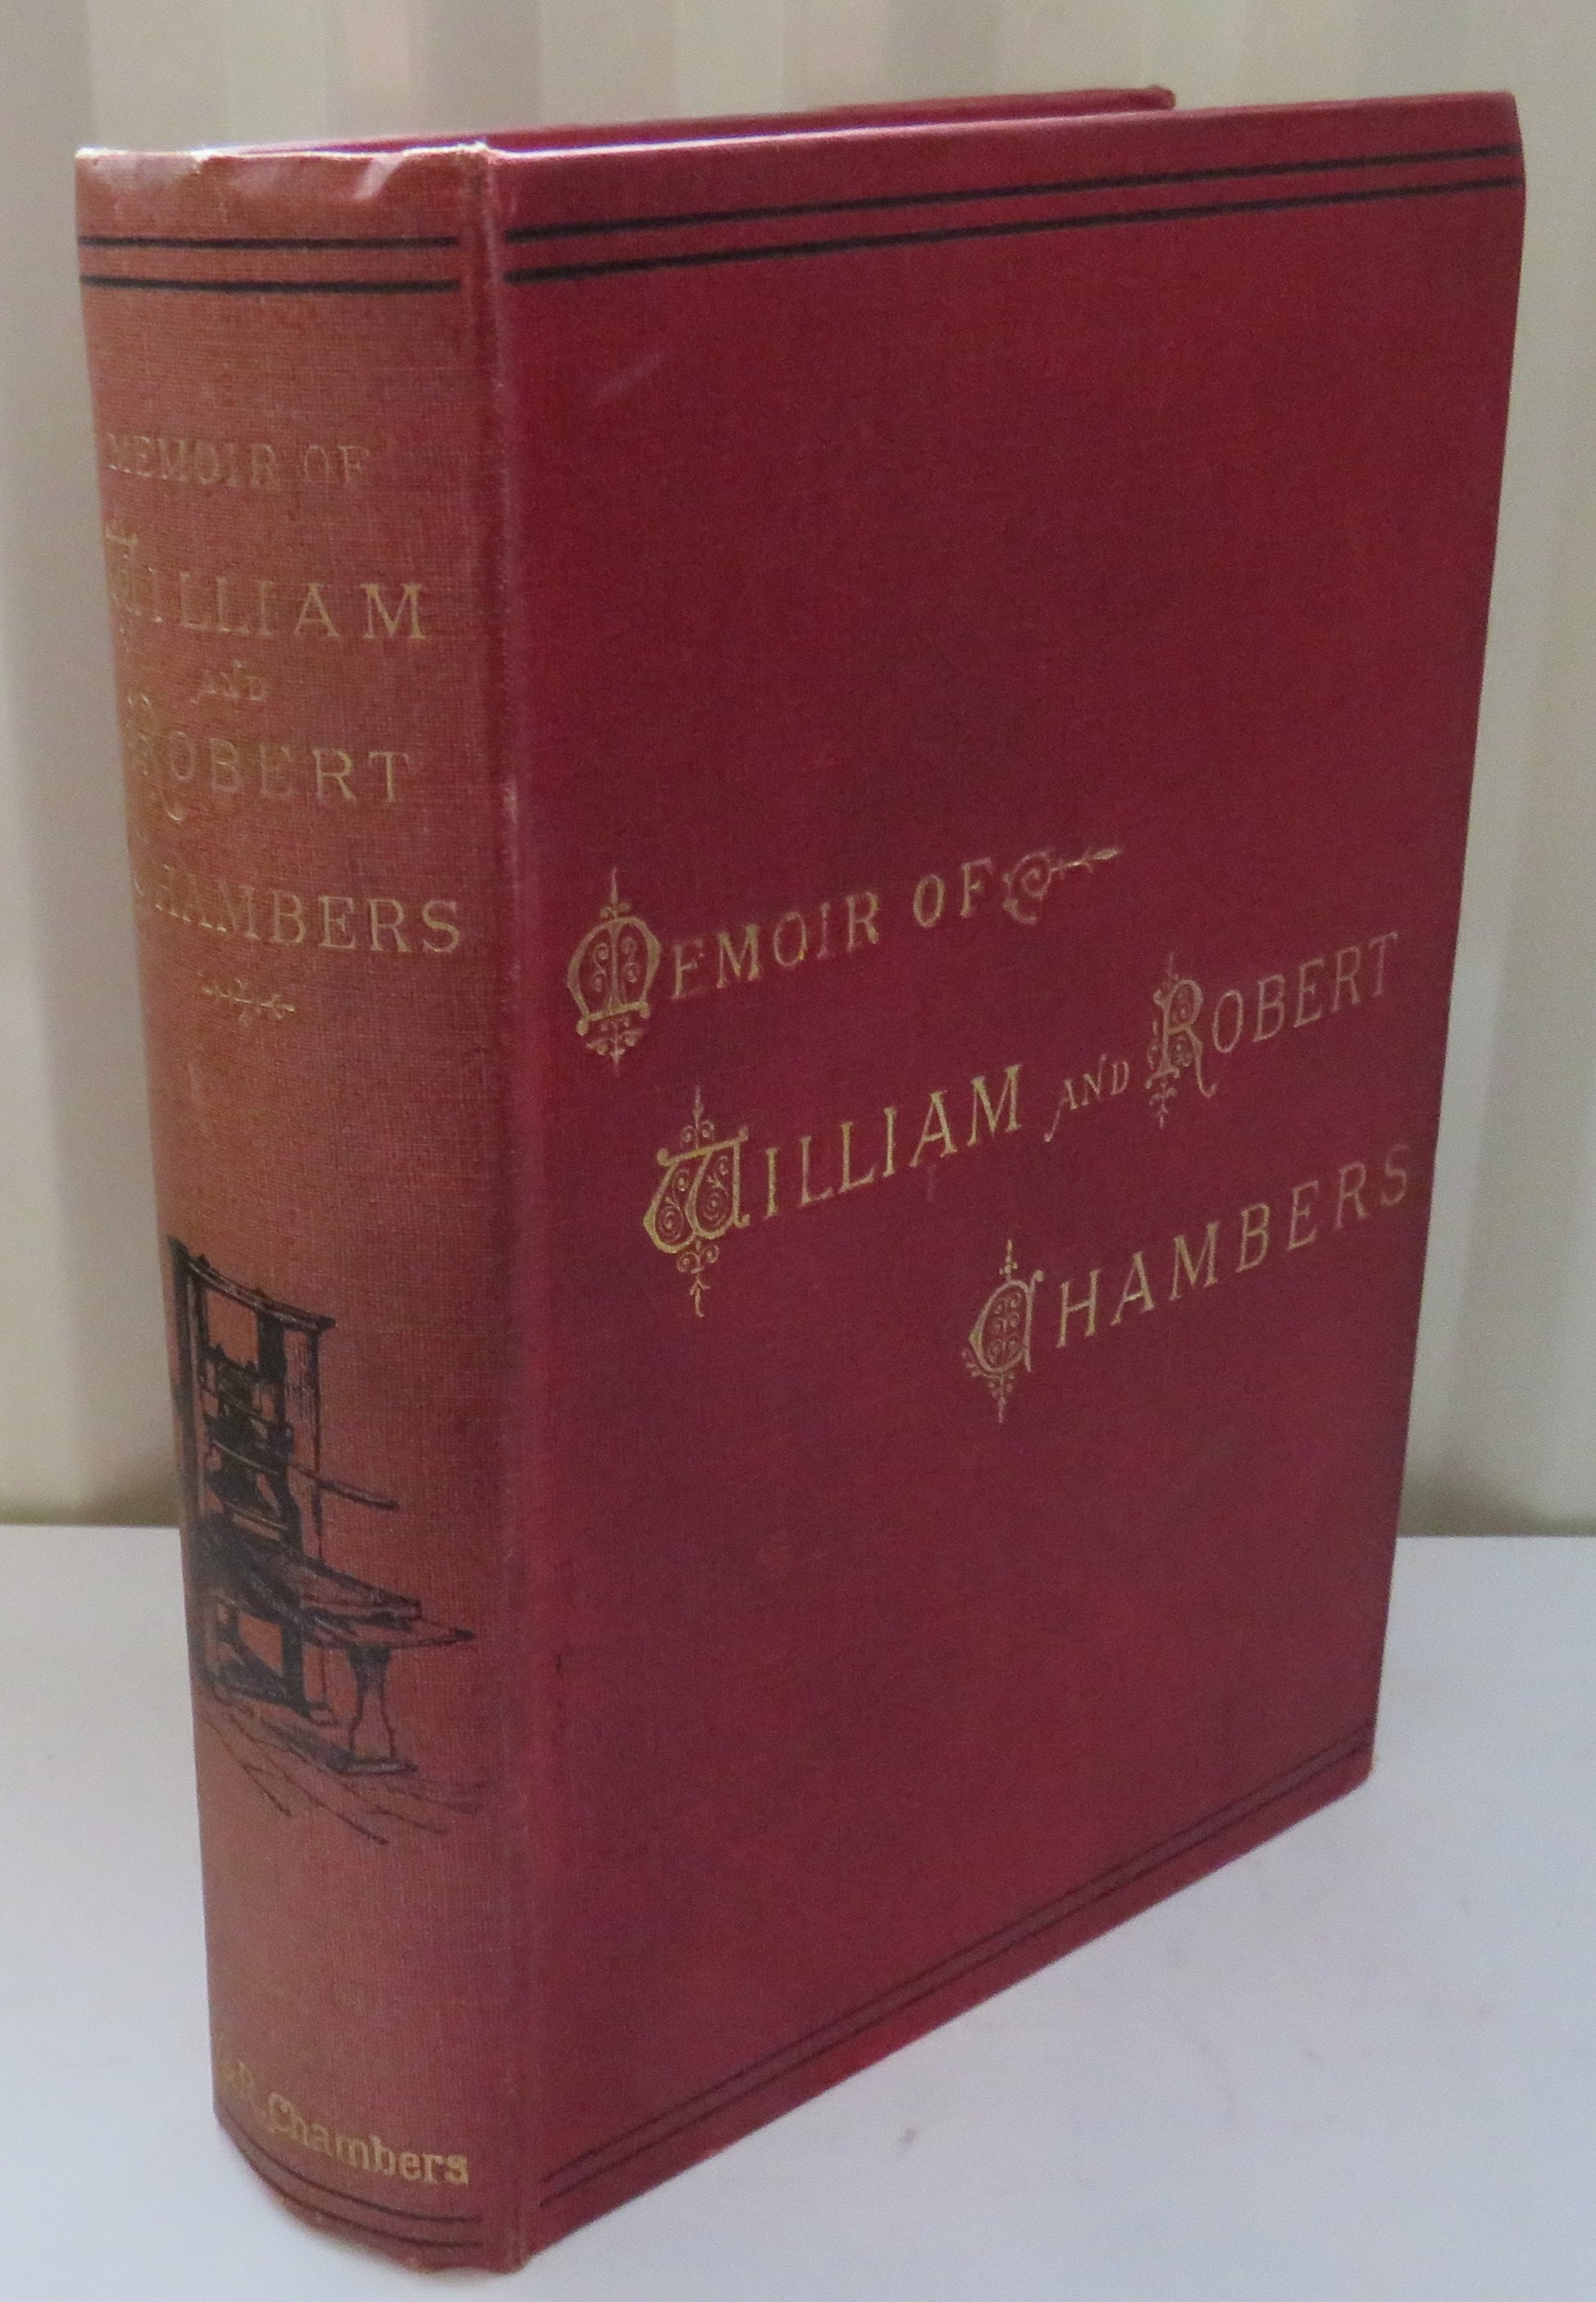 MEMOIR OF
WILLIAM
AND
ROBERT
CHAMBERS
R. Chambers
MEMOIR OF
WILLIAM AND ROBERT
CHAMBERS